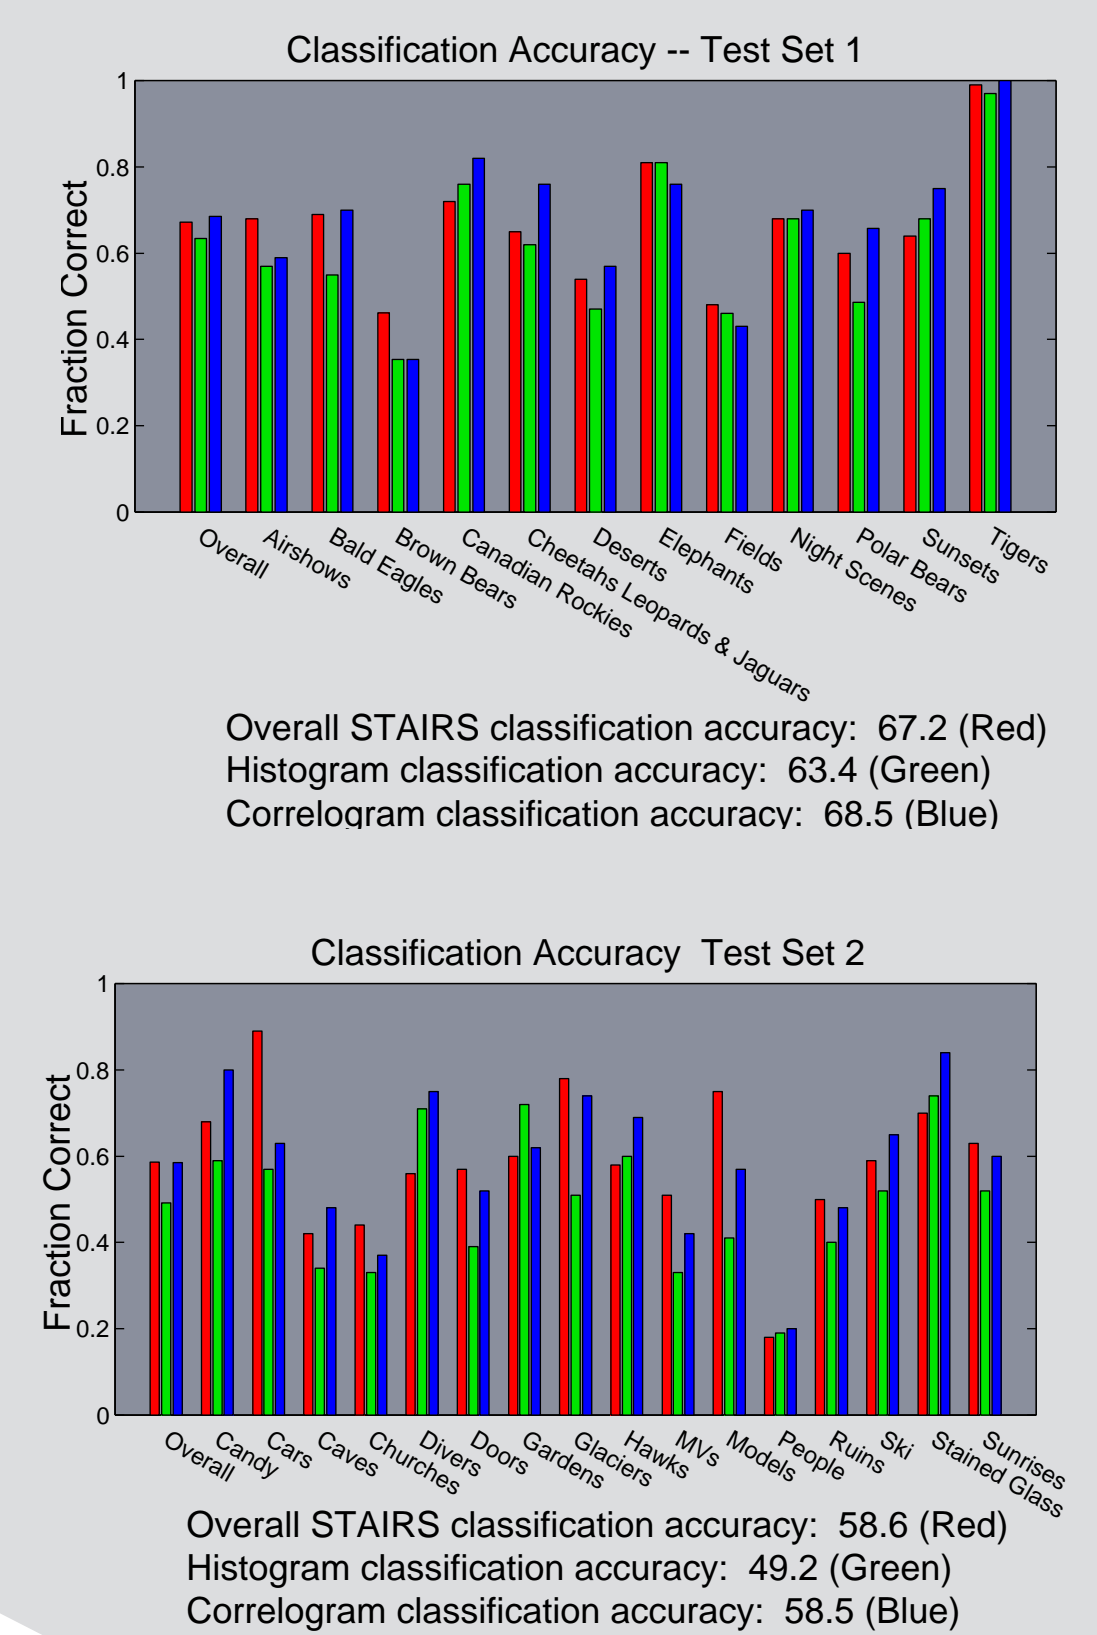 Classification Accuracy -- Test Set 1
Fraction Correct
1
0.8
0.6
0.4
0.2
0
Overall
Airshows
Bald Eagles
Brown Bears
Canadian Rockies
Cheetahs Leopards & Jaguars
Deserts
Elephants
Fields
Night Scenes
Polar Bears
Sunsets
Tigers
Overall STAIRS classification accuracy: 67.2 (Red)
Histogram classification accuracy: 63.4 (Green)
Correlogram classification accuracy: 68.5 (Blue)
Classification Accuracy Test Set 2
Fraction Correct
1
0.8
0.6
0.4
0.2
0
Overall
Candy
Cars
Caves
Churches
Divers
Doors
Gardens
Glaciers
Hawks
MVs
Models
People
Ruins
Ski
Stained Glass
Sunrises
Overall STAIRS classification accuracy: 58.6 (Red)
Histogram classification accuracy: 49.2 (Green)
Correlogram classification accuracy: 58.5 (Blue)